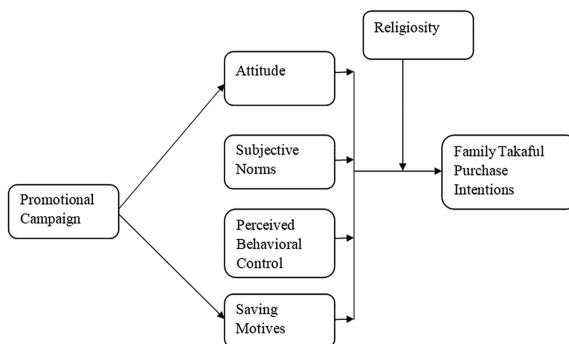 Religiosity
Attitude
Subjective
Norms
Family Takaful
Purchase
Intentions
Promotional
Campaign
Perceived
Behavioral
Control
Saving
Motives